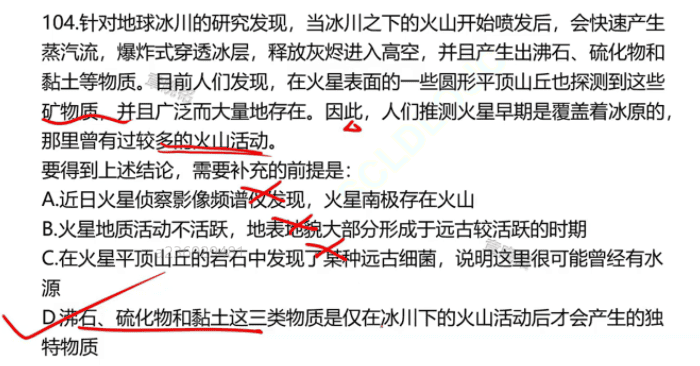 104.针对地球冰川的研究发现，当冰川之下的火山开始喷发后，会快速产生
蒸汽流，爆炸式穿透冰层，释放灰烬进入高空，并且产生出沸石、硫化物和
黏土等物质。目前人们发现，在火星表面的一些圆形平顶山丘也探测到这些
矿物质，并且广泛而大量地存在。因此，人们推测火星早期是覆盖着冰原的，
那里曾有过较多的火山活动。
要得到上述结论，需要补充的前提是：
A.近日火星侦察影像频谱仪发现，火星南极存在火山
B.火星地质活动不活跃，地表地貌大部分形成于远古较活跃的时期
C.在火星平顶山丘的岩石中发现了某种远古细菌，说明这里很可能曾经有水
源
D.沸石、硫化物和黏土这三类物质是仅在冰川下的火山活动后才会产生的独
特物质